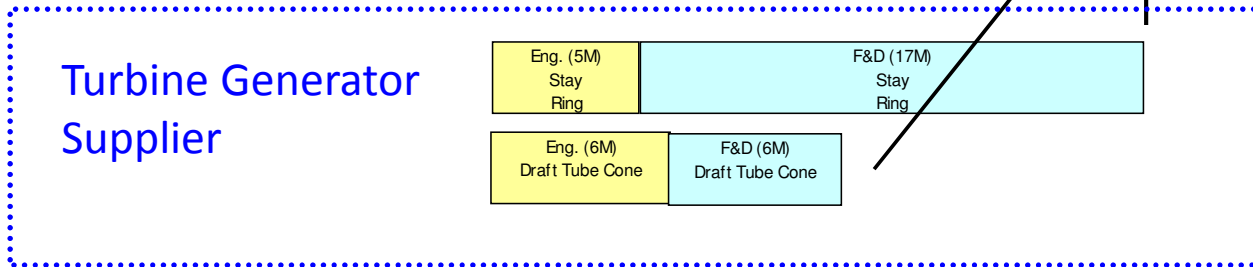 Turbine Generator
Supplier
Eng. (5M)
Stay
Ring
F&D (17M)
Stay
Ring
Eng. (6M)
Draft Tube Cone
F&D (6M)
Draft Tube Cone